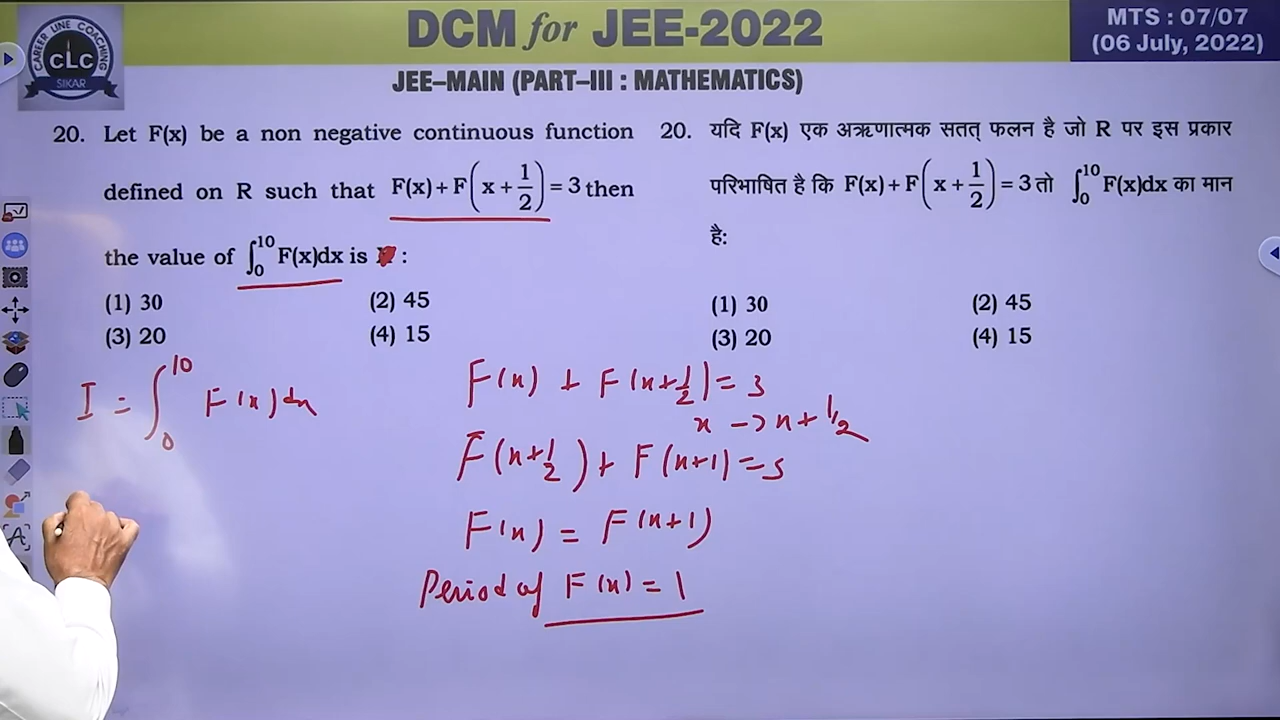 DCM for JEE-2022
MTS : 07/07
(06 July, 2022)
CAREER LINE COACHING
CLC
SIKAR
JEE–MAIN (PART–III : MATHEMATICS)
20. Let F(x) be a non negative continuous function
defined on R such that F(x) + F(x + 1/2) = 3 then
the value of ∫₀¹⁰ F(x)dx is :
(1) 30 (2) 45
(3) 20 (4) 15
20. यदि F(x) एक अऋणात्मक सतत् फलन है जो R पर इस प्रकार
परिभाषित है कि F(x) + F(x + 1/2) = 3 तो ∫₀¹⁰ F(x)dx का मान
है:
(1) 30 (2) 45
(3) 20 (4) 15
I = ∫₀¹⁰ F(x)dx
F(x) + F(x+1/2) = 3
x → x + 1/2
F(x+1/2) + F(x+1) = 3
F(x) = F(x+1)
Period of F(x) = 1